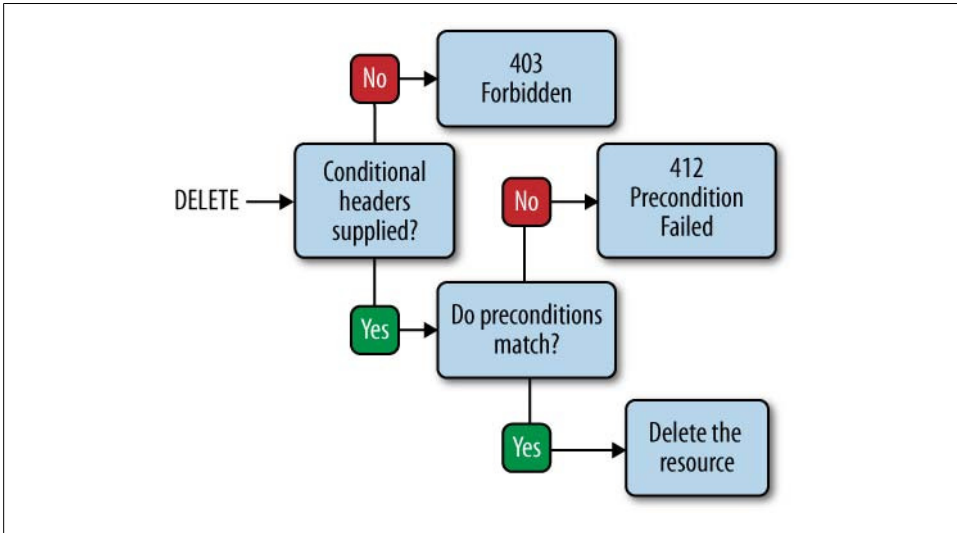 No
403
Forbidden
DELETE
Conditional
headers
supplied?
No
412
Precondition
Failed
Yes
Do preconditions
match?
Yes
Delete the
resource